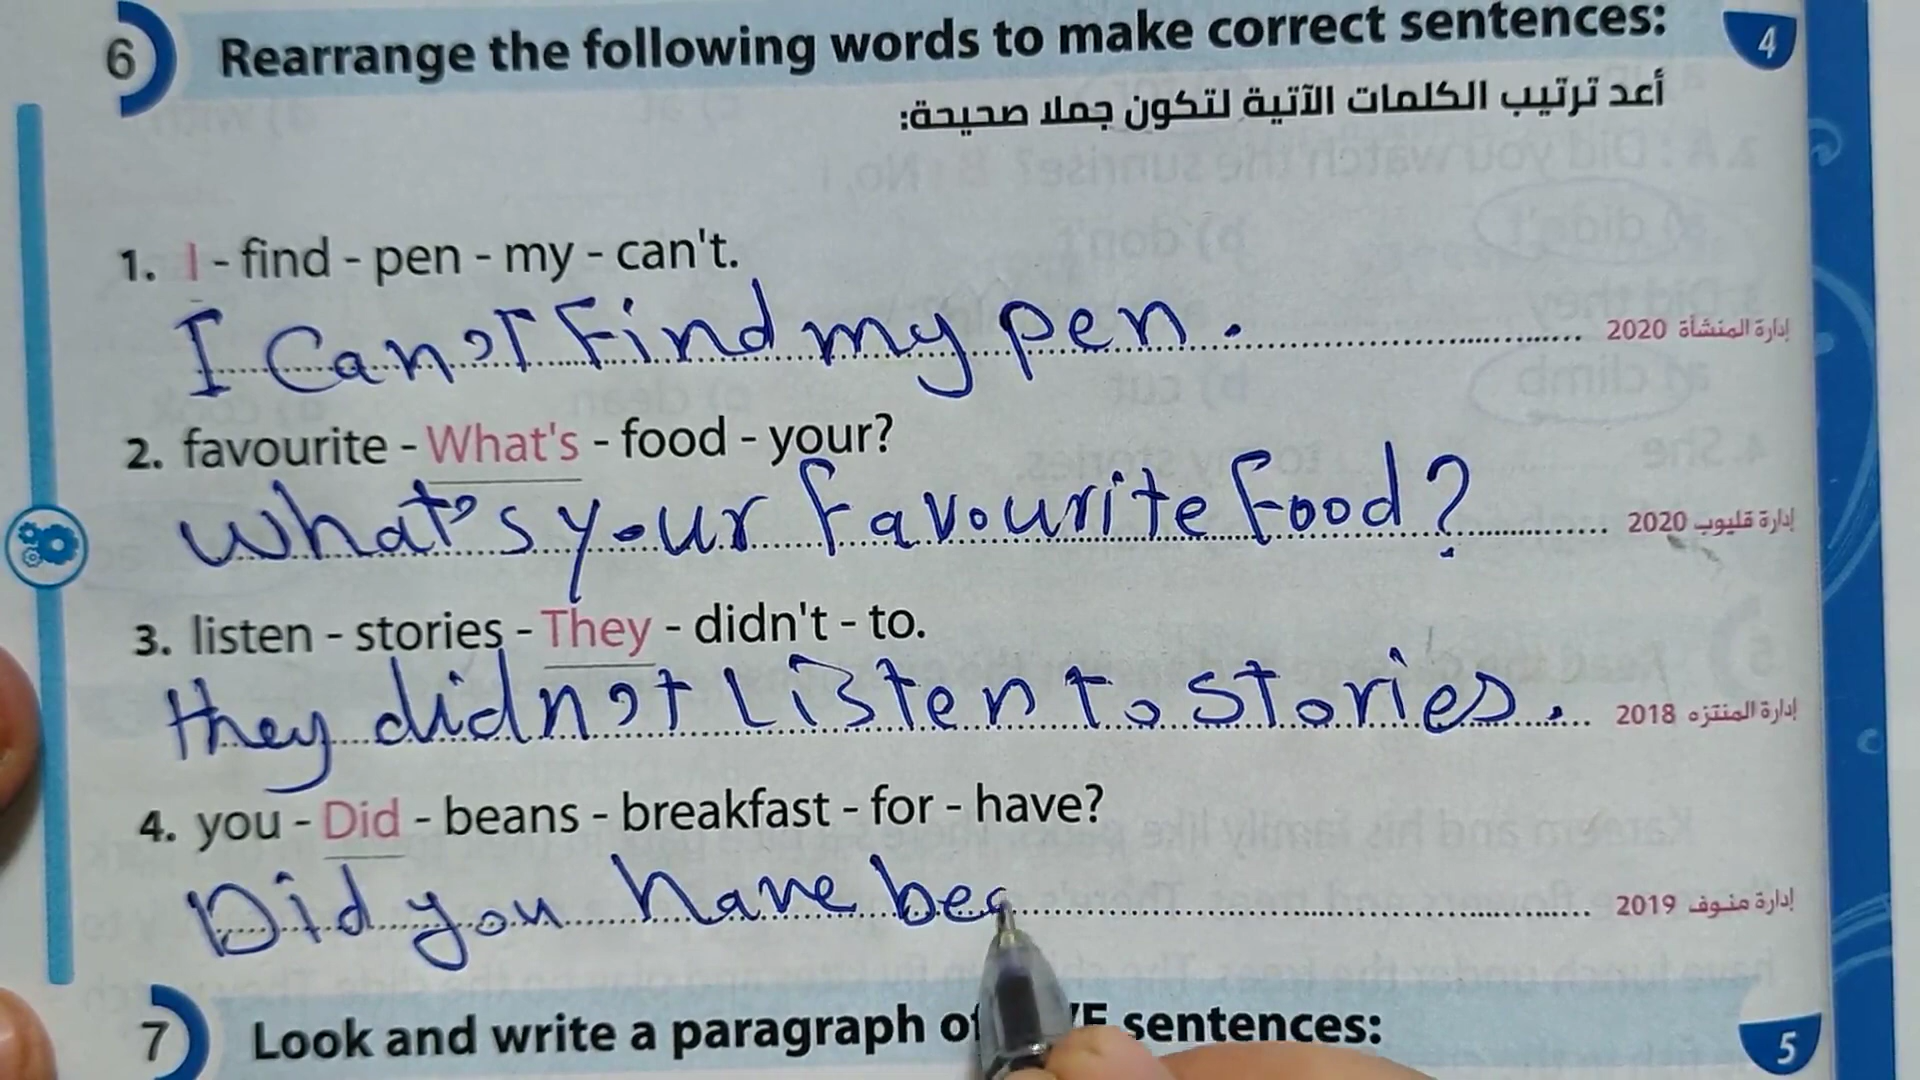 6 Rearrange the following words to make correct sentences: 4
أعد ترتيب الكلمات الآتية لتكون جملا صحيحة:
1. I - find - pen - my - can't.
I can't find my pen. إدارة المنشأة 2020
2. favourite - What's - food - your?
What's your favourite food? إدارة قليوب 2020
3. listen - stories - They - didn't - to.
they didn't Listen to stories. إدارة المنتزه 2018
4. you - Did - beans - breakfast - for - have?
Did you have bea إدارة منوف 2019
7 Look and write a paragraph of sentences: 5